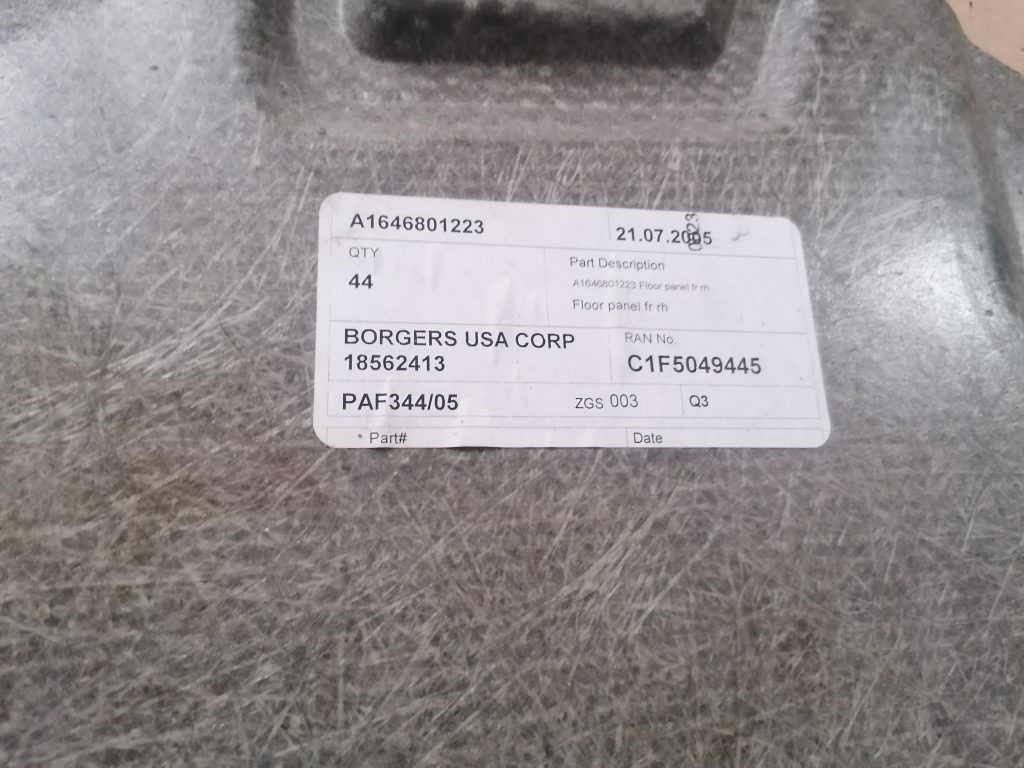 A1646801223
21.07.2005
0823
QTY
44
Part Description
A1646801223 Floor panel fr rh
Floor panel fr rh
BORGERS USA CORP
18562413
RAN No.
C1F5049445
PAF344/05
ZGS 003
Q3
* Part#
Date